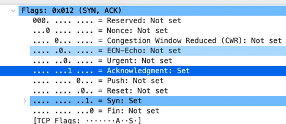 Flags: 0x012 (SYN, ACK)
000. .... .... = Reserved: Not set
...0 .... .... = Nonce: Not set
.... 0... .... = Congestion Window Reduced (CWR): Not set
.... .0.. .... = ECN-Echo: Not set
.... ..0. .... = Urgent: Not set
.... ...1 .... = Acknowledgment: Set
.... .... 0... = Push: Not set
.... .... .0.. = Reset: Not set
.... .... ..1. = Syn: Set
.... .... ...0 = Fin: Not set
[TCP Flags: ·······A··S·]